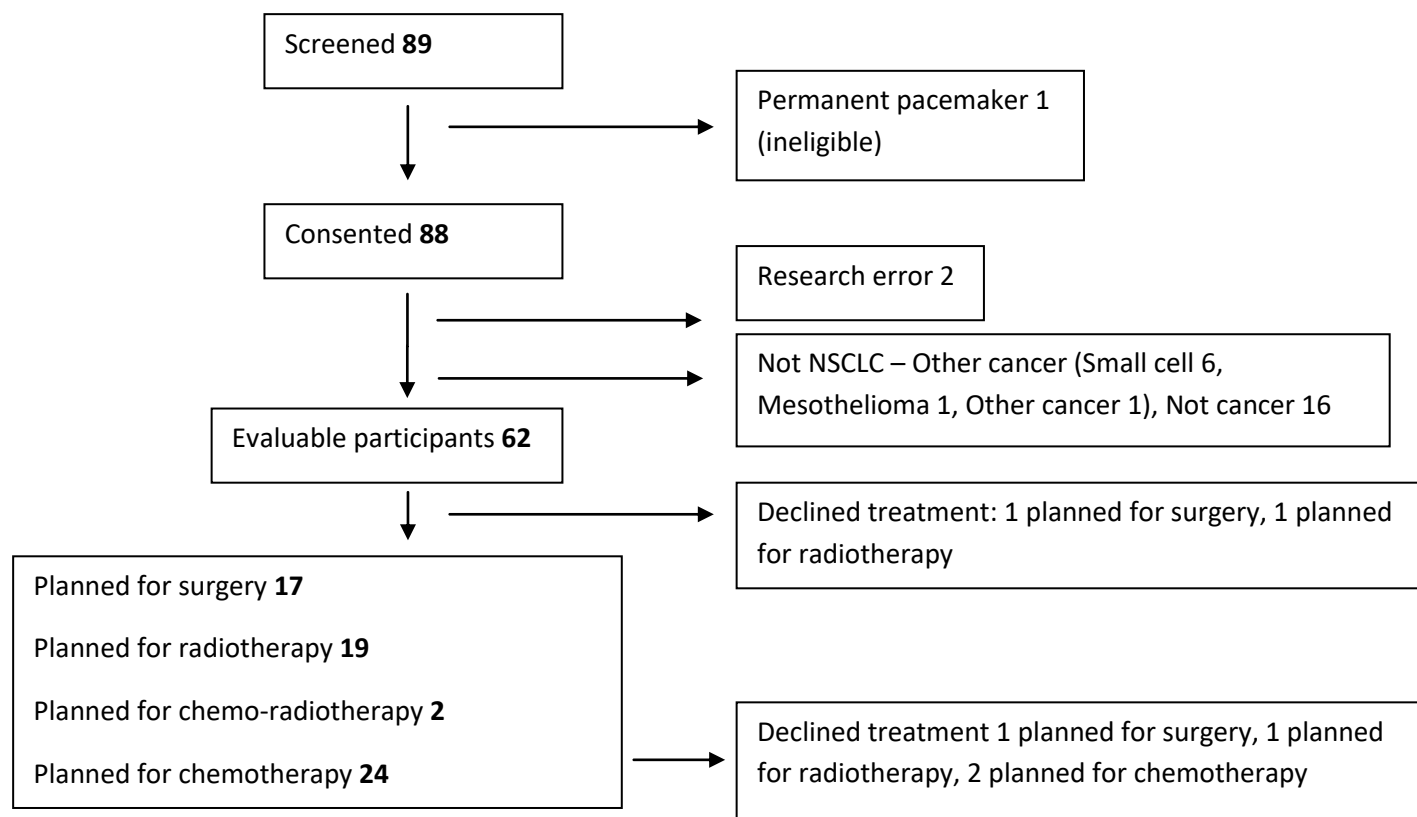 Screened 89
Permanent pacemaker 1
(ineligible)
Consented 88
Research error 2
Not NSCLC – Other cancer (Small cell 6,
Mesothelioma 1, Other cancer 1), Not cancer 16
Evaluable participants 62
Declined treatment: 1 planned for surgery, 1 planned
for radiotherapy
Planned for surgery 17
Planned for radiotherapy 19
Planned for chemo-radiotherapy 2
Planned for chemotherapy 24
Declined treatment 1 planned for surgery, 1 planned
for radiotherapy, 2 planned for chemotherapy